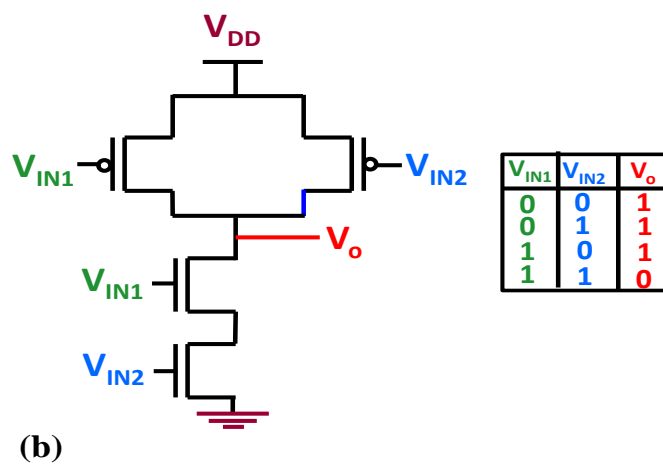 VDD
VIN1 VIN2
Vo
VIN1
VIN2
VIN1 VIN2 Vo
0 0 1
0 1 1
1 0 1
1 1 0
(b)